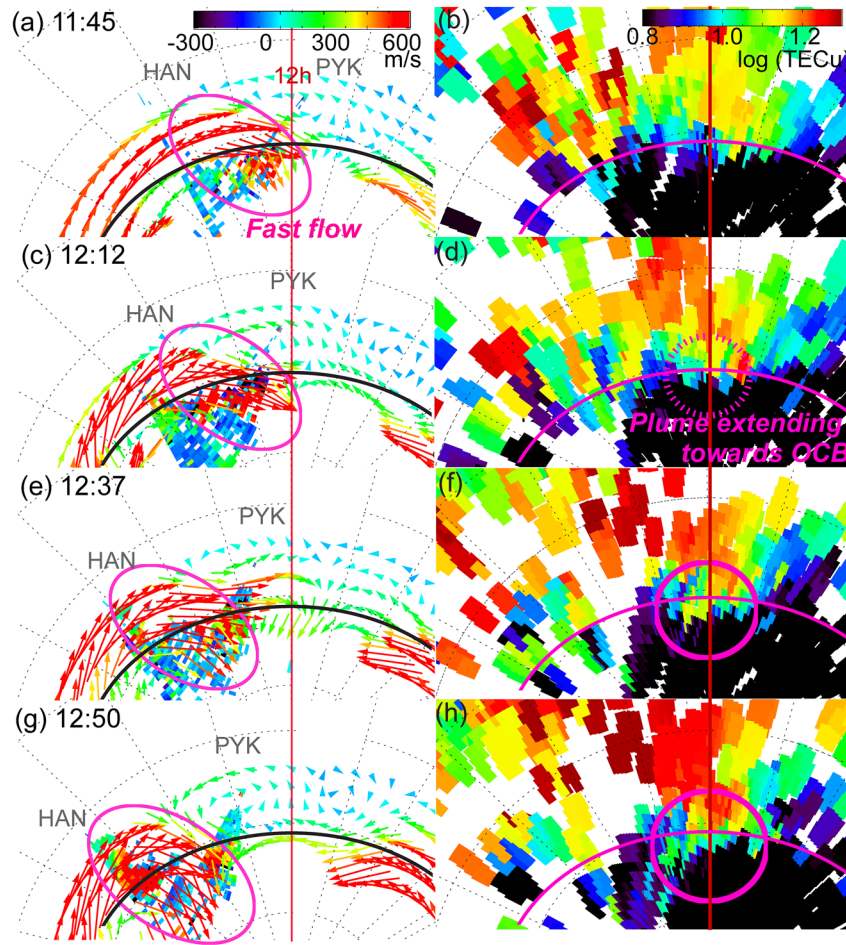 (a) 11:45
-300 0 300 600
m/s
HAN
12h
PYK
Fast flow
(b)
0.8 1.0 1.2
log (TECu)
(c) 12:12
PYK
HAN
(d)
Plume extending
towards OCB
(e) 12:37
PYK
HAN
(f)
(g) 12:50
PYK
HAN
(h)